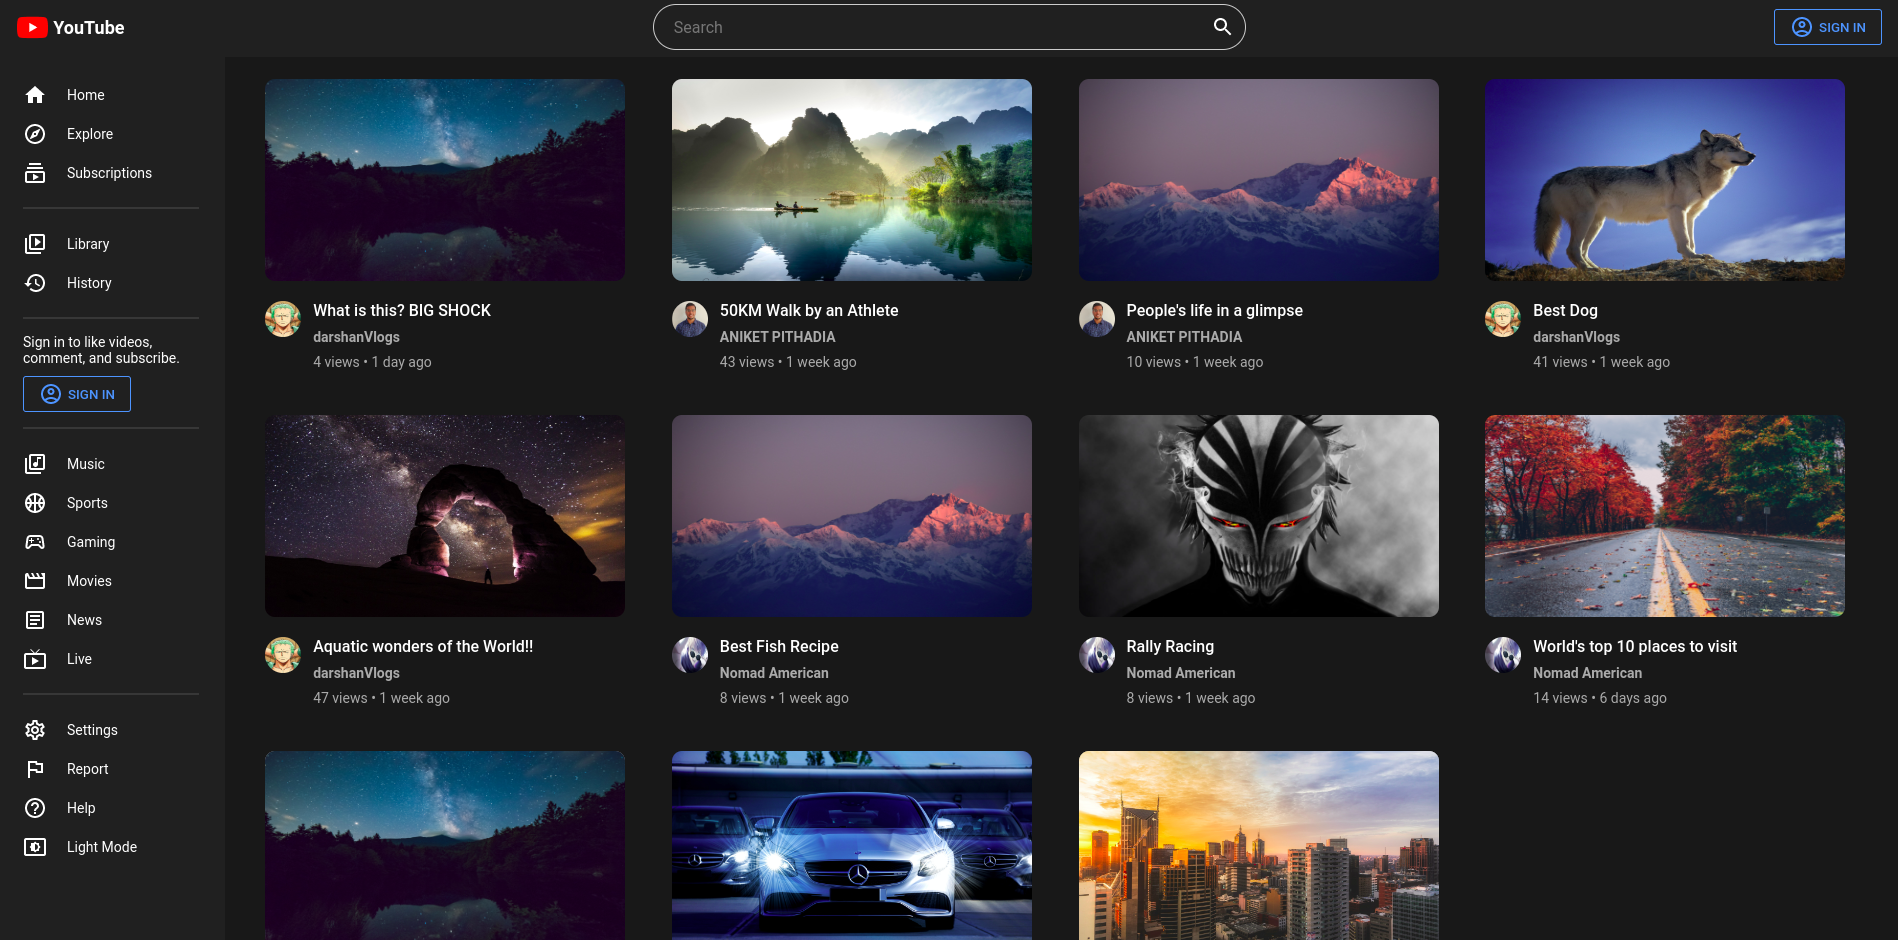 YouTube
Search
SIGN IN
Home
Explore
Subscriptions
Library
History
Sign in to like videos,
comment, and subscribe.
SIGN IN
Music
Sports
Gaming
Movies
News
Live
Settings
Report
Help
Light Mode
What is this? BIG SHOCK
darshanVlogs
4 views • 1 day ago
50KM Walk by an Athlete
ANIKET PITHADIA
43 views • 1 week ago
People's life in a glimpse
ANIKET PITHADIA
10 views • 1 week ago
Best Dog
darshanVlogs
41 views • 1 week ago
Aquatic wonders of the World!!
darshanVlogs
47 views • 1 week ago
Best Fish Recipe
Nomad American
8 views • 1 week ago
Rally Racing
Nomad American
8 views • 1 week ago
World's top 10 places to visit
Nomad American
14 views • 6 days ago